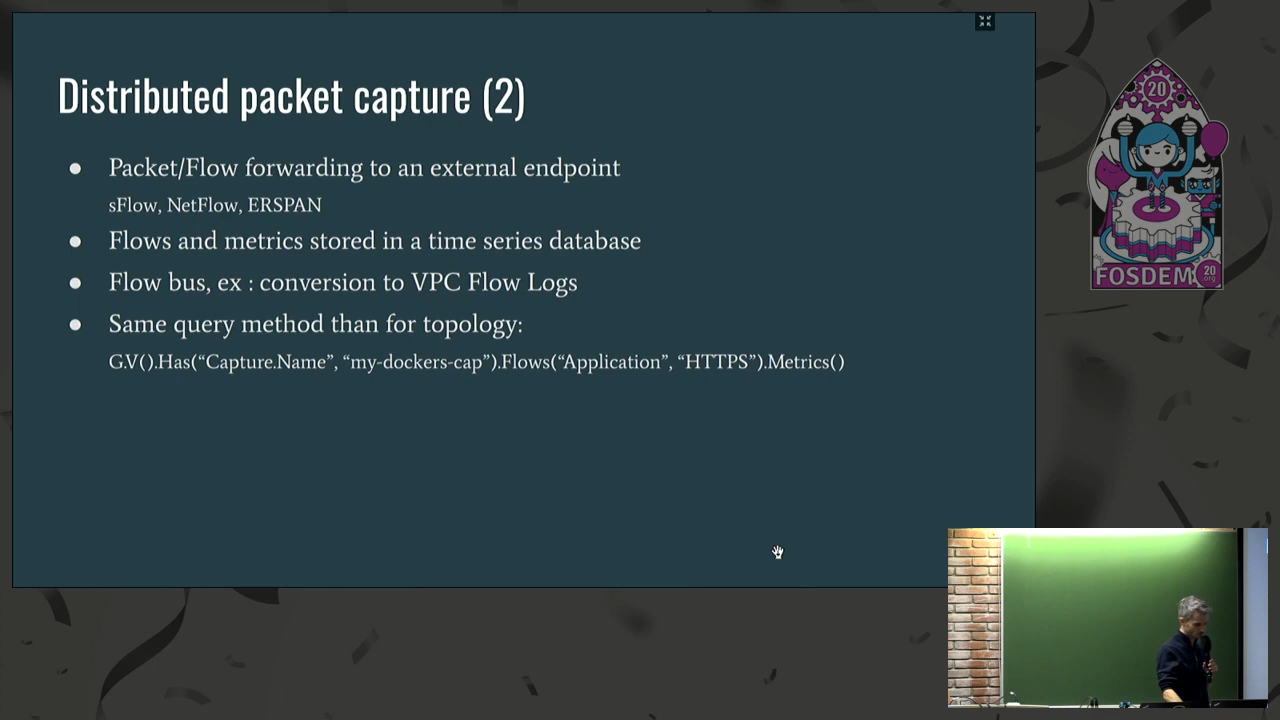 Distributed packet capture (2)
● Packet/Flow forwarding to an external endpoint
sFlow, NetFlow, ERSPAN
● Flows and metrics stored in a time series database
● Flow bus, ex : conversion to VPC Flow Logs
● Same query method than for topology:
G.V().Has(“Capture.Name”, “my-dockers-cap”).Flows(“Application”, “HTTPS”).Metrics()
20
FOSDEM
20
.org